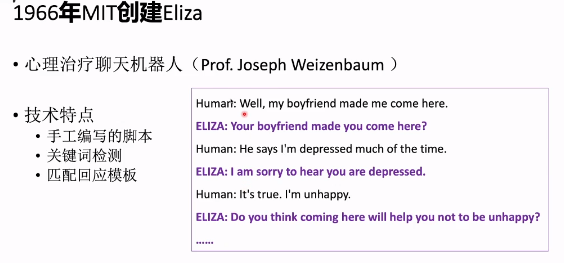 1966年MIT创建Eliza
• 心理治疗聊天机器人（Prof. Joseph Weizenbaum ）
• 技术特点
• 手工编写的脚本
• 关键词检测
• 匹配回应模板
Human: Well, my boyfriend made me come here.
ELIZA: Your boyfriend made you come here?
Human: He says I'm depressed much of the time.
ELIZA: I am sorry to hear you are depressed.
Human: It's true. I'm unhappy.
ELIZA: Do you think coming here will help you not to be unhappy?
......